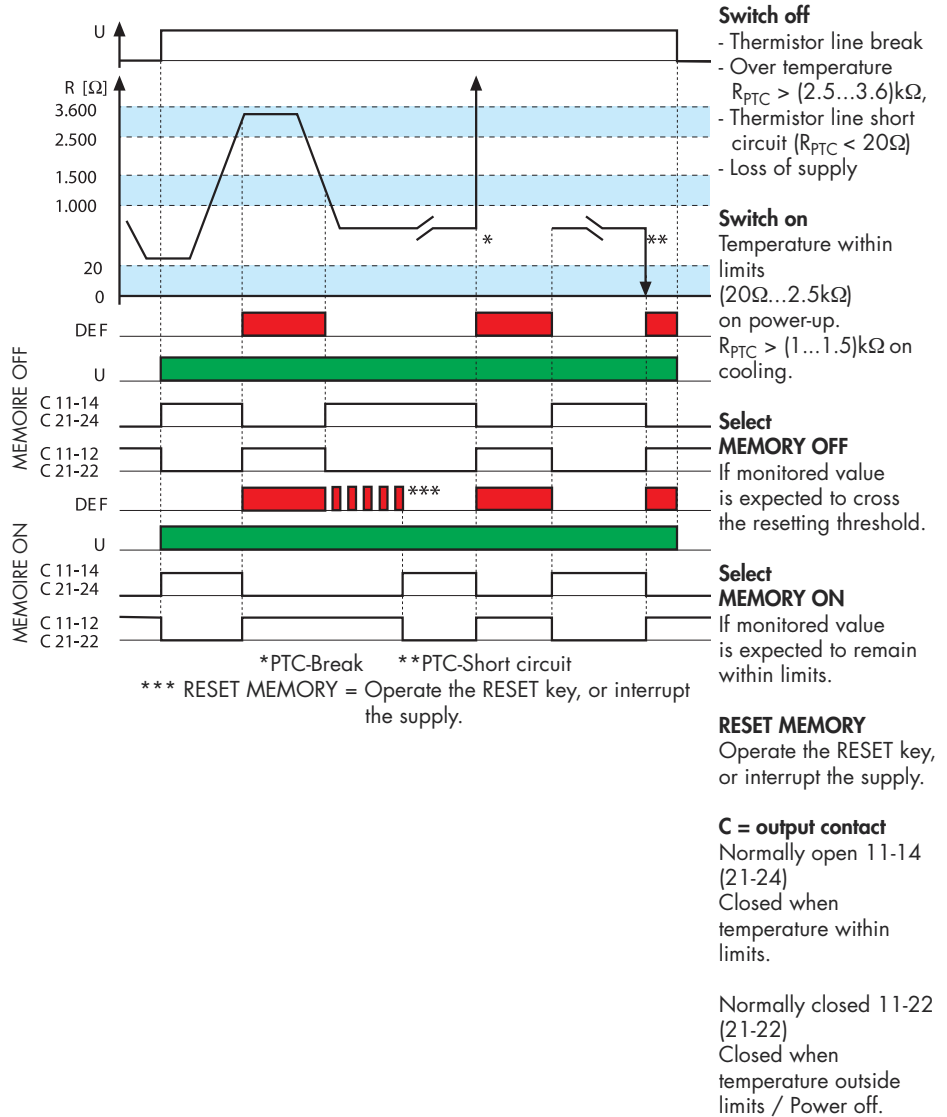 U
R [Ω]
3.600
2.500
1.500
1.000
20
0
*
**
MEMOIRE OFF
DEF
U
C 11-14
C 21-24
C 11-12
C 21-22
MEMOIRE ON
DEF
***
U
C 11-14
C 21-24
C 11-12
C 21-22
*PTC-Break **PTC-Short circuit
*** RESET MEMORY = Operate the RESET key, or interrupt
the supply.
Switch off
- Thermistor line break
- Over temperature
RPTC > (2.5...3.6)kΩ,
- Thermistor line short
circuit (RPTC < 20Ω)
- Loss of supply
Switch on
Temperature within
limits
(20Ω...2.5kΩ)
on power-up.
RPTC > (1...1.5)kΩ on
cooling.
Select
MEMORY OFF
If monitored value
is expected to cross
the resetting threshold.
Select
MEMORY ON
If monitored value
is expected to remain
within limits.
RESET MEMORY
Operate the RESET key,
or interrupt the supply.
C = output contact
Normally open 11-14
(21-24)
Closed when
temperature within
limits.
Normally closed 11-22
(21-22)
Closed when
temperature outside
limits / Power off.